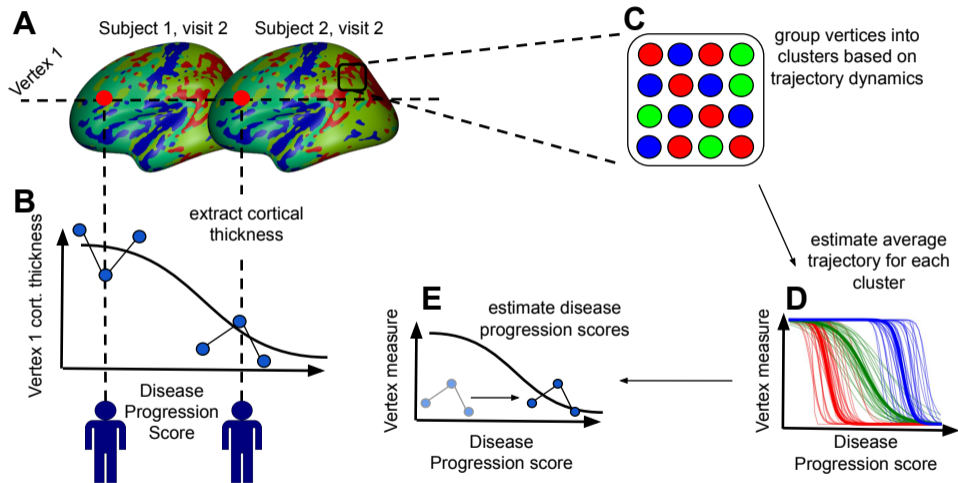 A
Subject 1, visit 2
Subject 2, visit 2
Vertex 1
C
group vertices into
clusters based on
trajectory dynamics
B
extract cortical
thickness
Vertex 1 cort. thickness
Disease
Progression
Score
estimate average
trajectory for each
cluster
E
estimate disease
progression scores
Vertex measure
Disease
Progression score
D
Vertex measure
Disease
Progression score